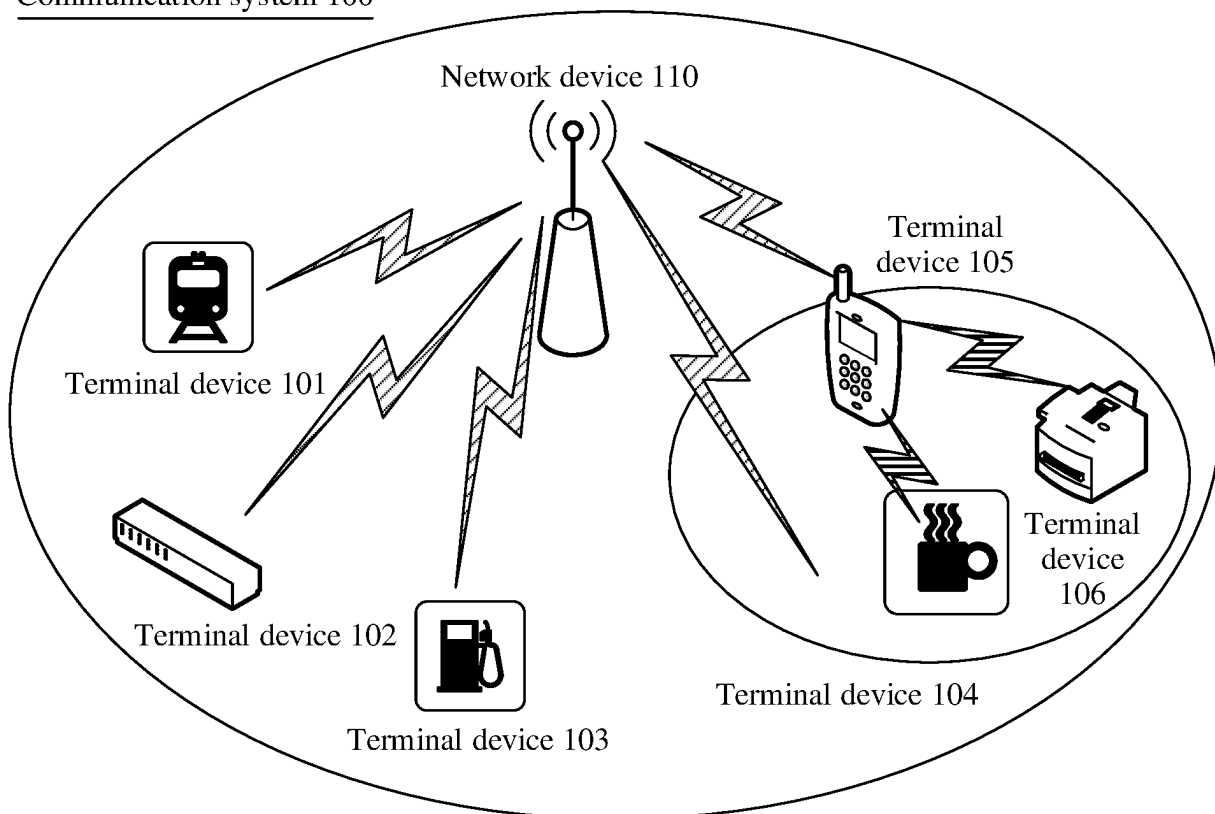 Communication system 100
Network device 110
Terminal
device 105
Terminal device 101
Terminal
device
106
Terminal device 102
Terminal device 104
Terminal device 103